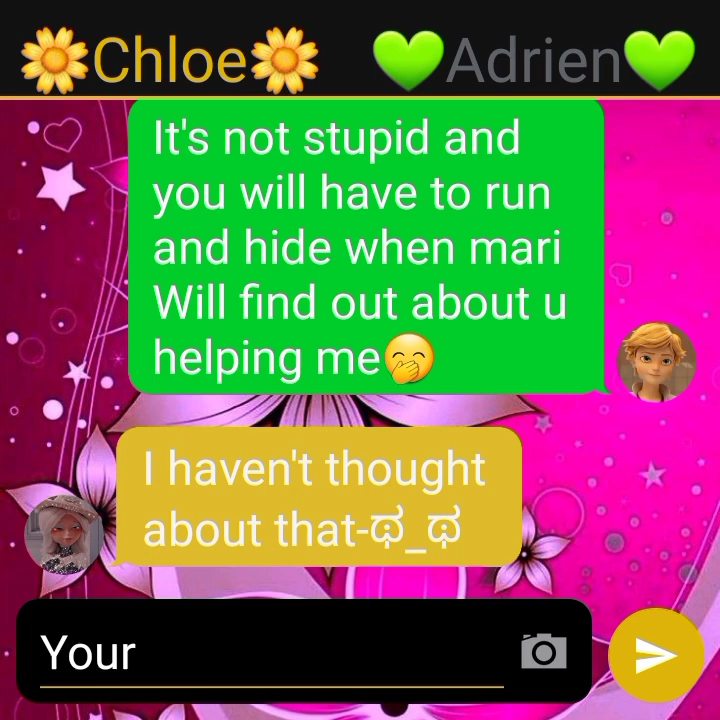 🌼Chloe🌼 💚Adrien💚
It's not stupid and
you will have to run
and hide when mari
Will find out about u
helping me🤭
I haven't thought
about that-ಥ_ಥ
Your